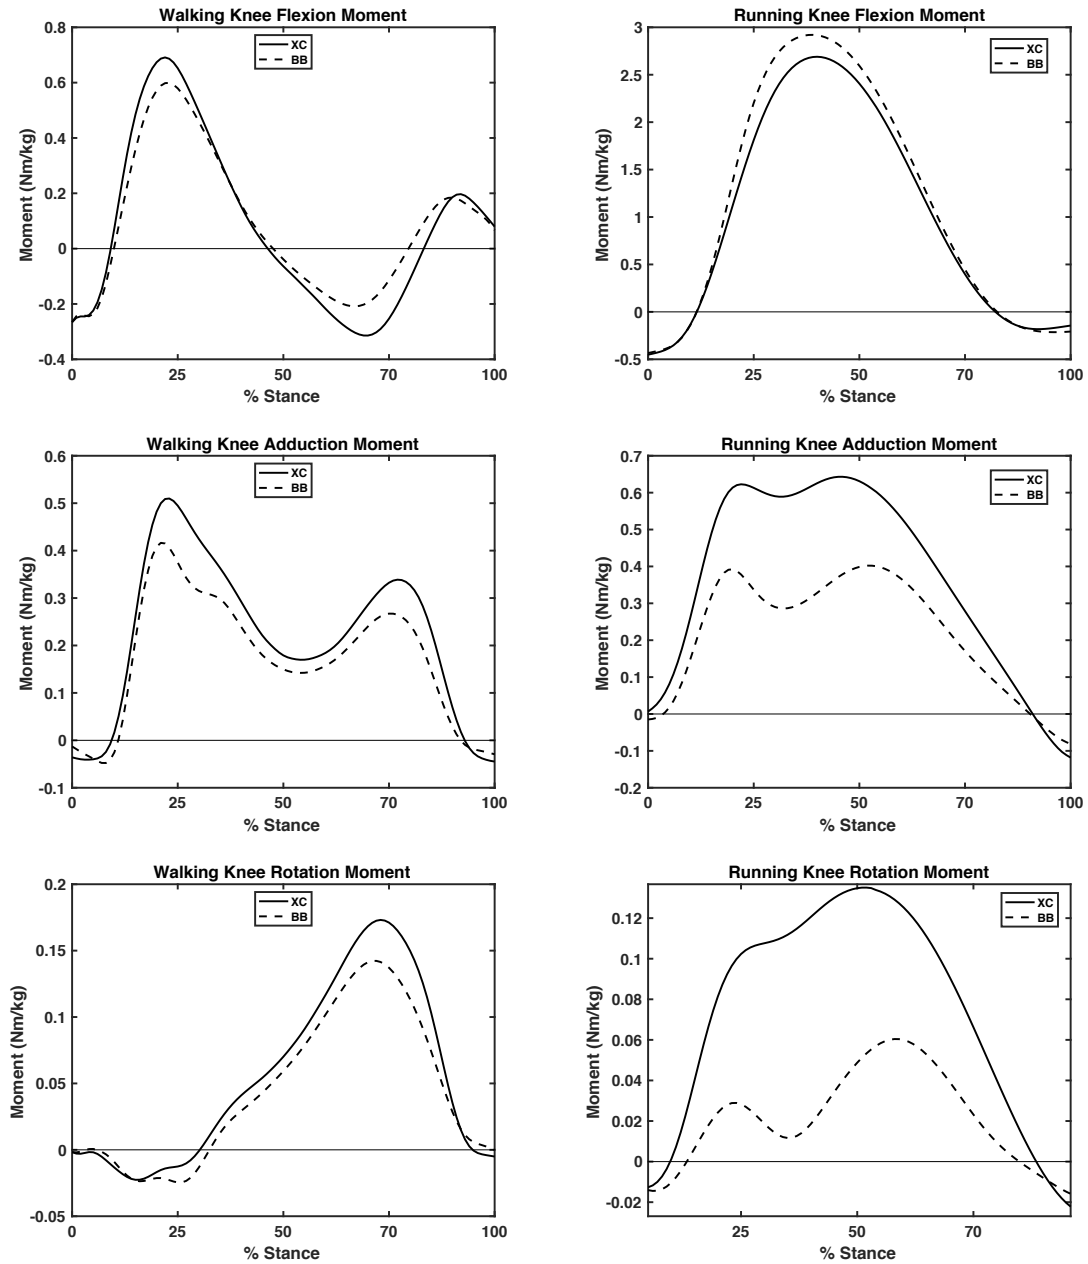 Walking Knee Flexion Moment
0.8
0.6
0.4
0.2
0
-0.2
-0.4
Moment (Nm/kg)
XC
BB
0 25 50 70 100
% Stance
Running Knee Flexion Moment
3
2.5
2
1.5
1
0.5
0
-0.5
Moment (Nm/kg)
XC
BB
0 25 50 70 100
% Stance
Walking Knee Adduction Moment
0.6
0.5
0.4
0.3
0.2
0.1
0
-0.1
Moment (Nm/kg)
XC
BB
0 25 50 70 100
% Stance
Running Knee Adduction Moment
0.7
0.6
0.5
0.4
0.3
0.2
0.1
0
-0.1
-0.2
Moment (Nm/kg)
XC
BB
0 25 50 70 100
% Stance
Walking Knee Rotation Moment
0.2
0.15
0.1
0.05
0
-0.05
Moment (Nm/kg)
XC
BB
0 25 50 70 100
% Stance
Running Knee Rotation Moment
0.12
0.1
0.08
0.06
0.04
0.02
0
-0.02
Moment (Nm/kg)
XC
BB
25 50 70
% Stance